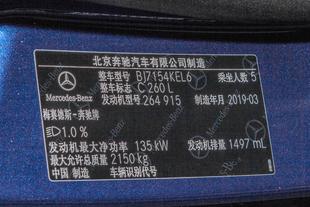 北京奔驰汽车有限公司制造
整车型号 BJ7154KEL6 乘坐人数 5
整车标志 C 260 L
Mercedes-Benz 发动机型号 264 915 制造年月 2019-03
梅赛德斯-奔驰牌
1.0 %
发动机最大净功率 135 kW 发动机排量 1497 mL
最大允许总质量 2150 kg
中国 制造 车辆识别代号